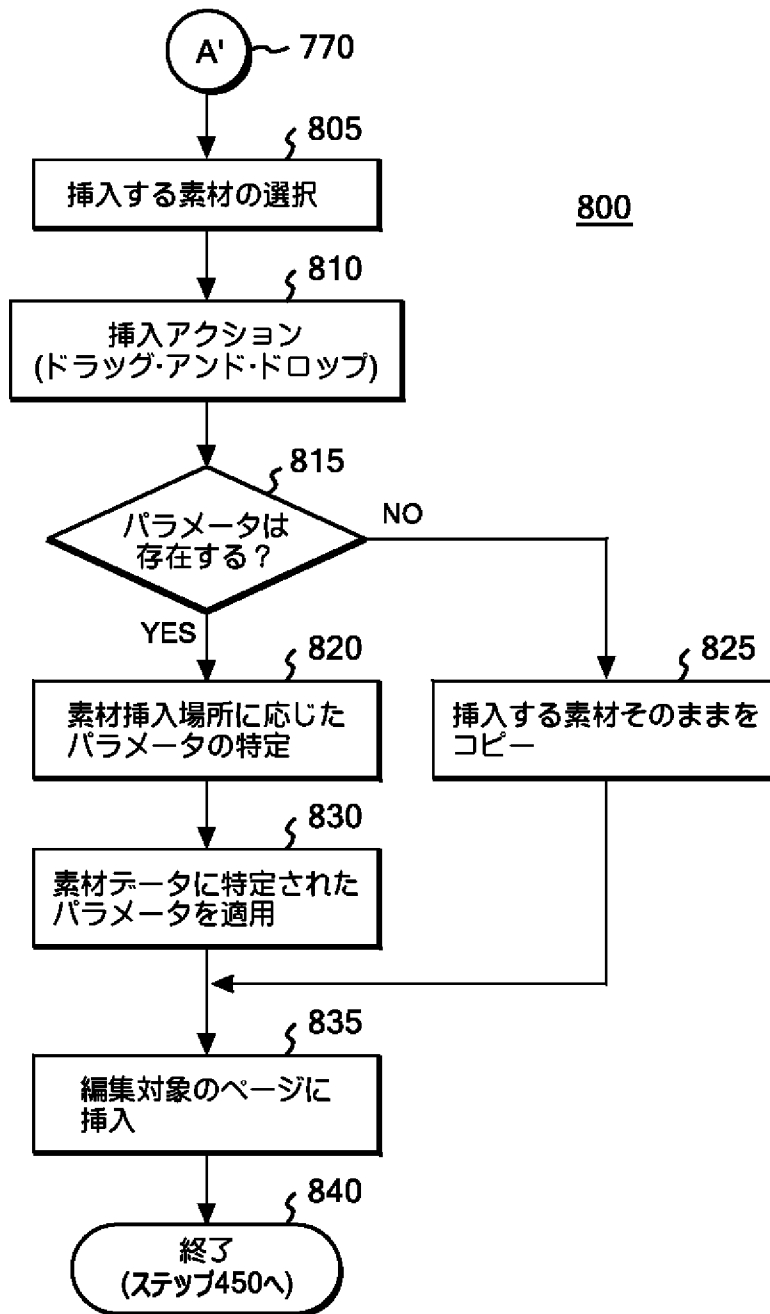 A'
770
805
挿入する素材の選択
800
810
挿入アクション
(ドラッグ・アンド・ドロップ)
815
パラメータは
存在する?
NO
YES
820
素材挿入場所に応じた
パラメータの特定
825
挿入する素材そのままを
コピー
830
素材データに特定された
パラメータを適用
835
編集対象のページに
挿入
840
終了
(ステップ450へ)